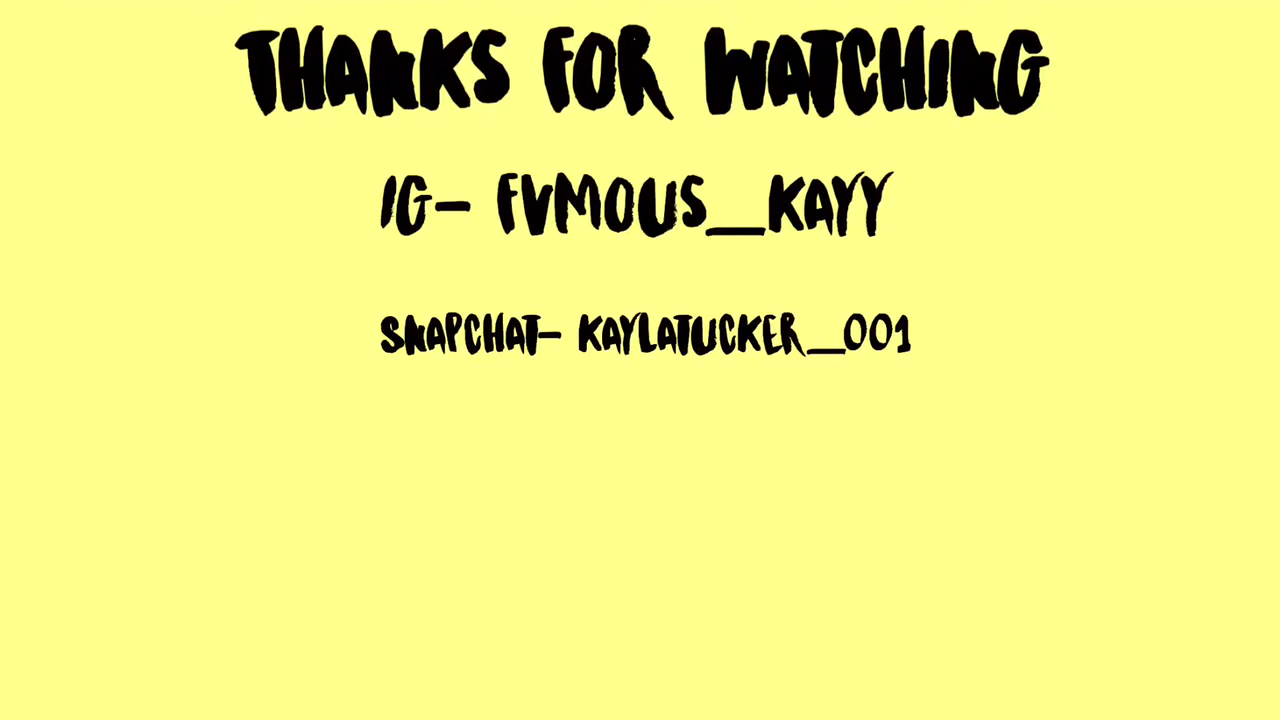 THANKS FOR WATCHING
IG- FVMOUS_KAYY
SNAPCHAT- KAYLATUCKER_001